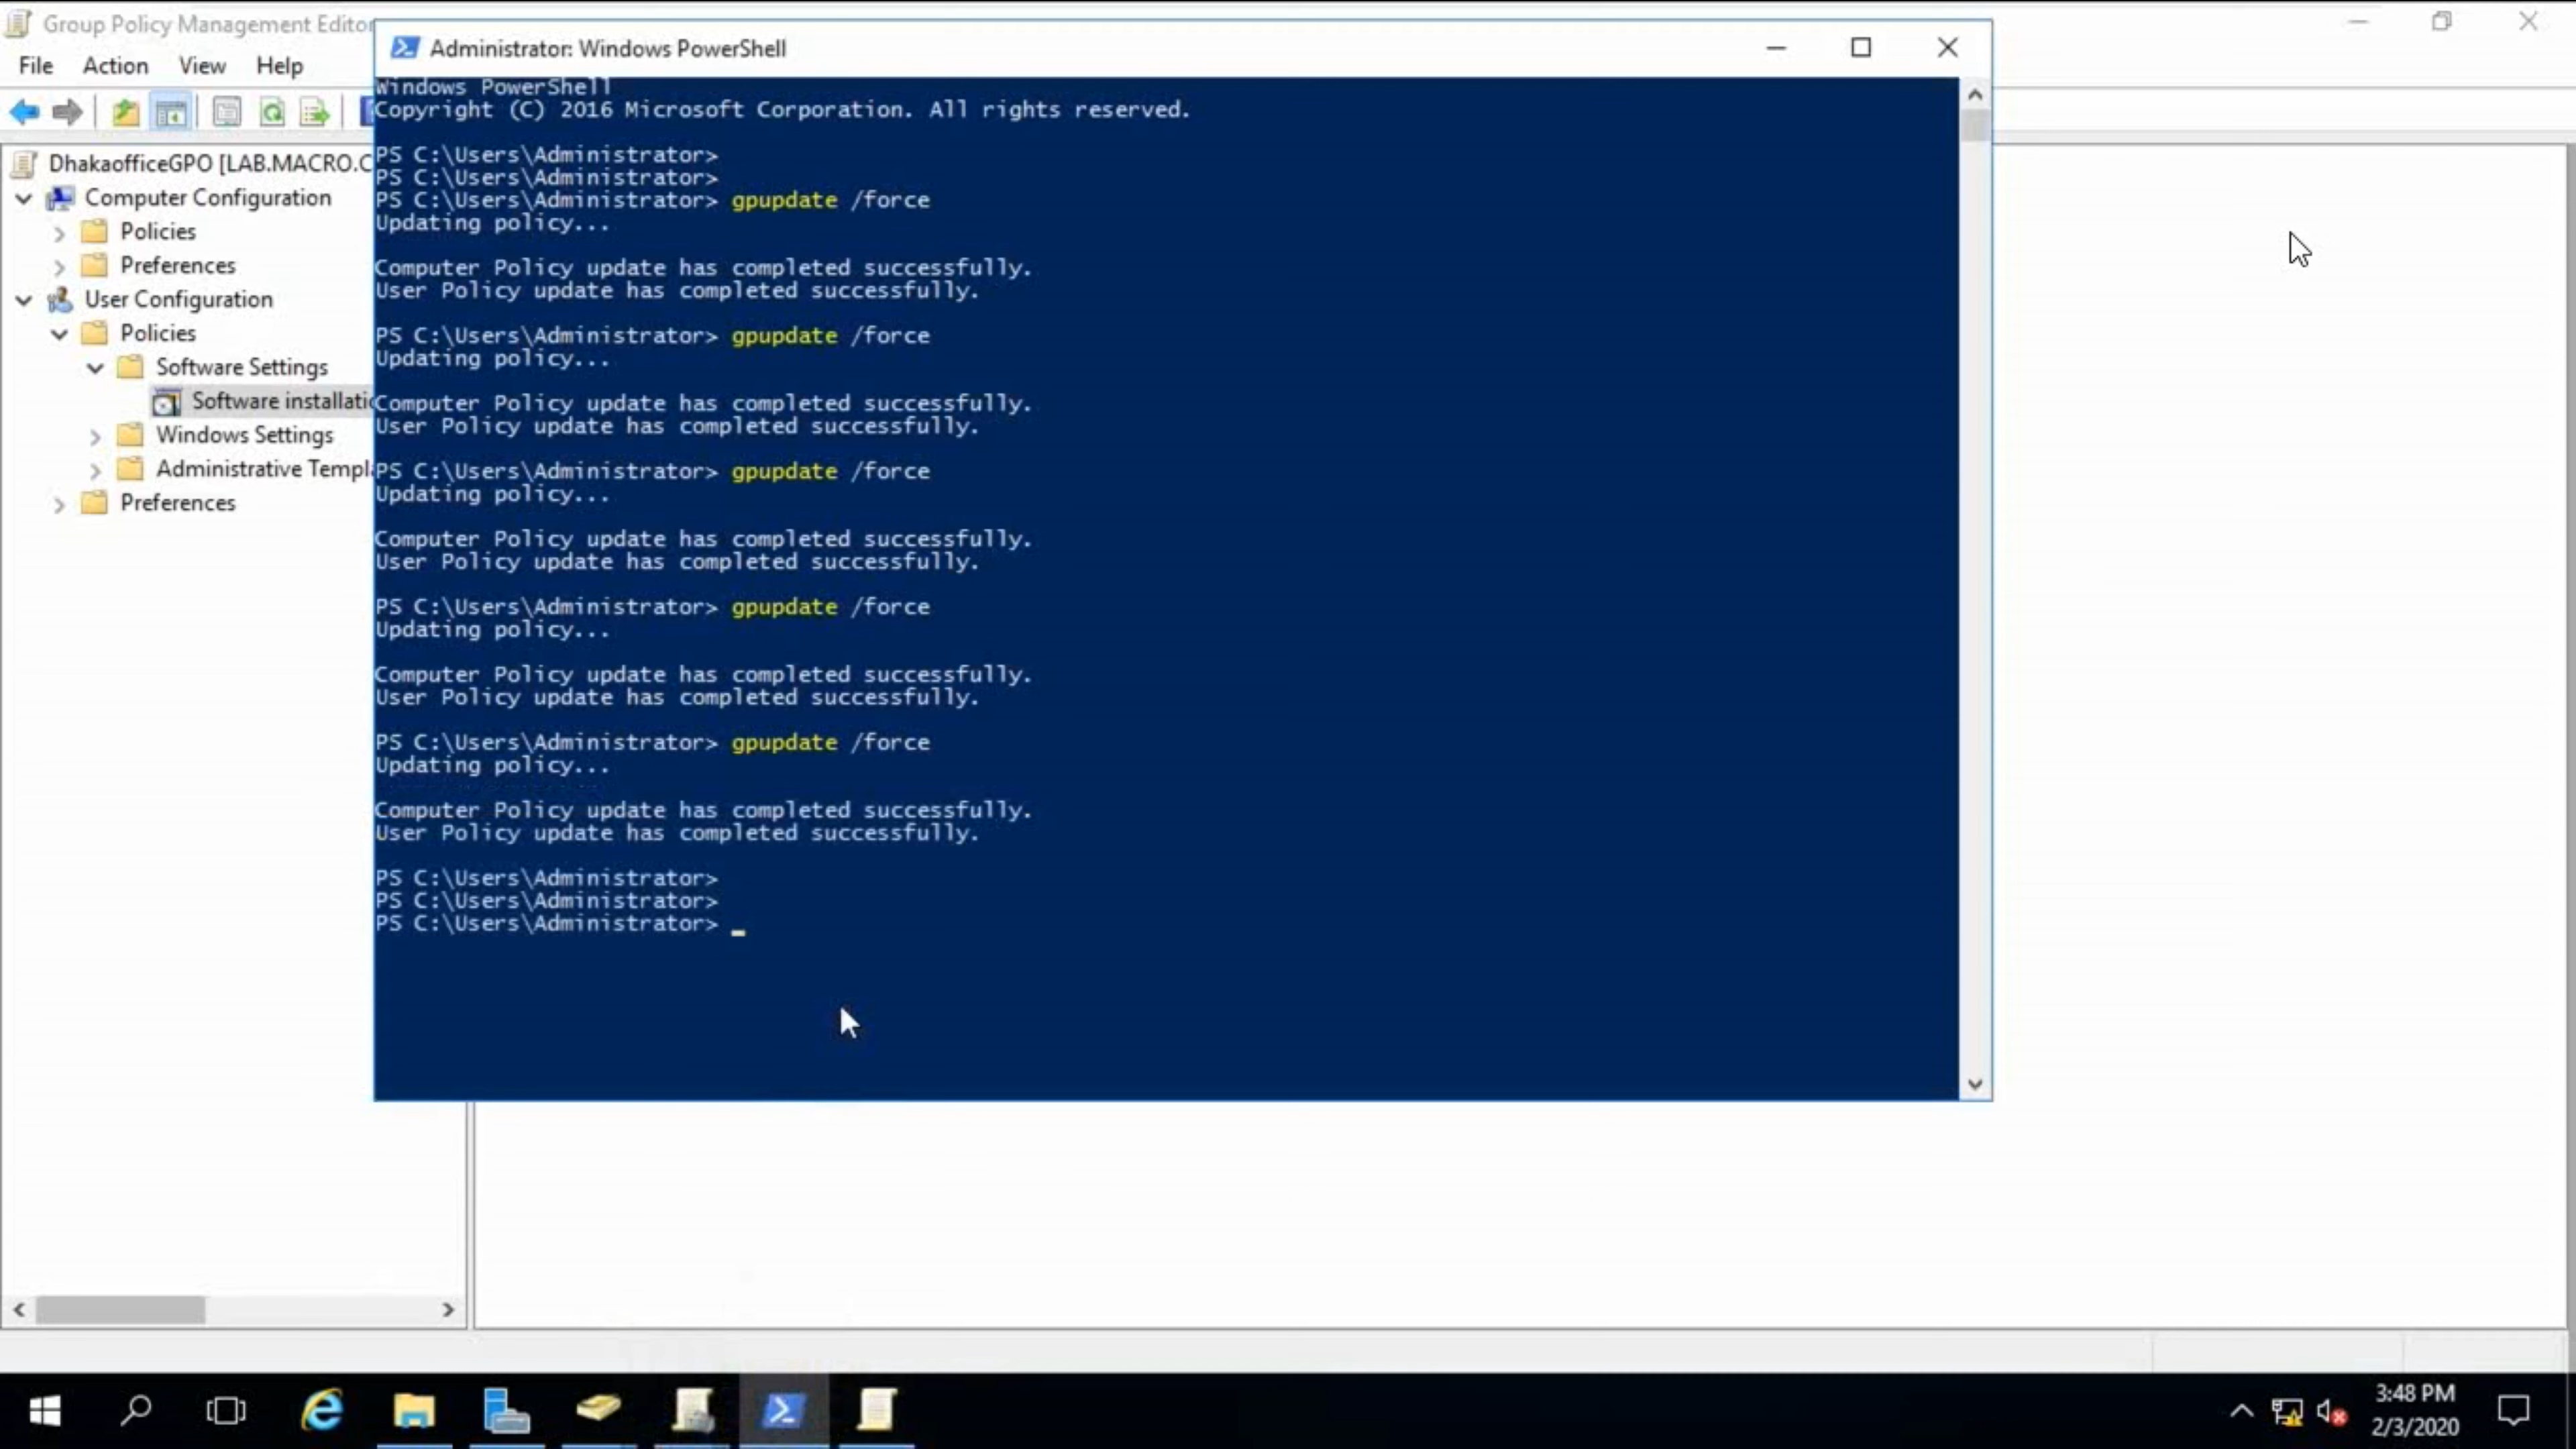 Group Policy Management Editor
File Action View Help
DhakaofficeGPO [LAB.MACRO.C
Computer Configuration
Policies
Preferences
User Configuration
Policies
Software Settings
Software installatio
Windows Settings
Administrative Templ
Preferences
Administrator: Windows PowerShell
Windows PowerShell
Copyright (C) 2016 Microsoft Corporation. All rights reserved.
PS C:\Users\Administrator>
PS C:\Users\Administrator>
PS C:\Users\Administrator> gpupdate /force
Updating policy...
Computer Policy update has completed successfully.
User Policy update has completed successfully.
PS C:\Users\Administrator> gpupdate /force
Updating policy...
Computer Policy update has completed successfully.
User Policy update has completed successfully.
PS C:\Users\Administrator> gpupdate /force
Updating policy...
Computer Policy update has completed successfully.
User Policy update has completed successfully.
PS C:\Users\Administrator> gpupdate /force
Updating policy...
Computer Policy update has completed successfully.
User Policy update has completed successfully.
PS C:\Users\Administrator> gpupdate /force
Updating policy...
Computer Policy update has completed successfully.
User Policy update has completed successfully.
PS C:\Users\Administrator>
PS C:\Users\Administrator>
PS C:\Users\Administrator> _
3:48 PM
2/3/2020